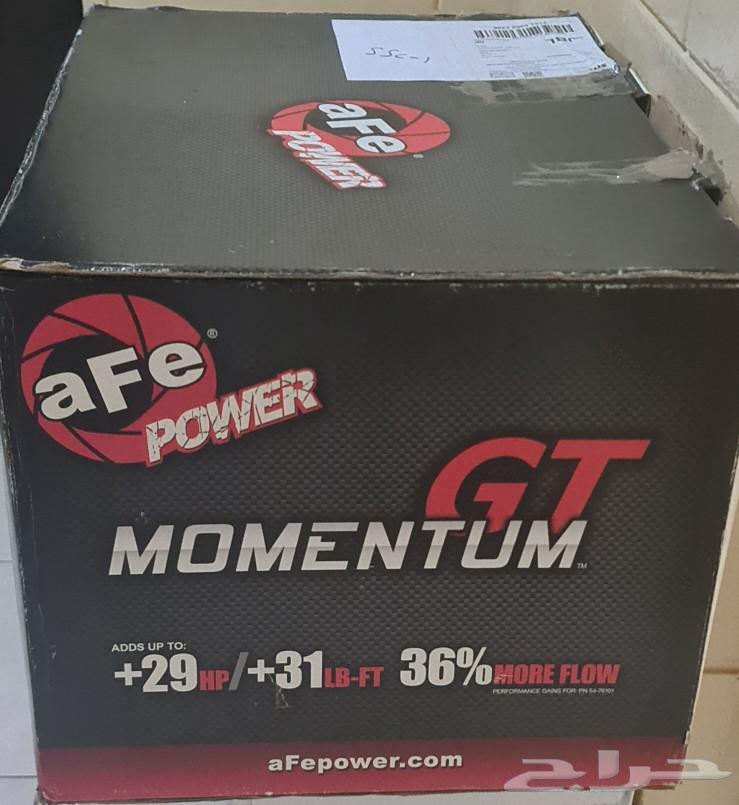 aFe
POWER
aFe®
POWER
GT
MOMENTUM™
ADDS UP TO:
+29HP/+31LB-FT 36% MORE FLOW
PERFORMANCE GAINS FOR: PN 54-76101
aFepower.com
حراج